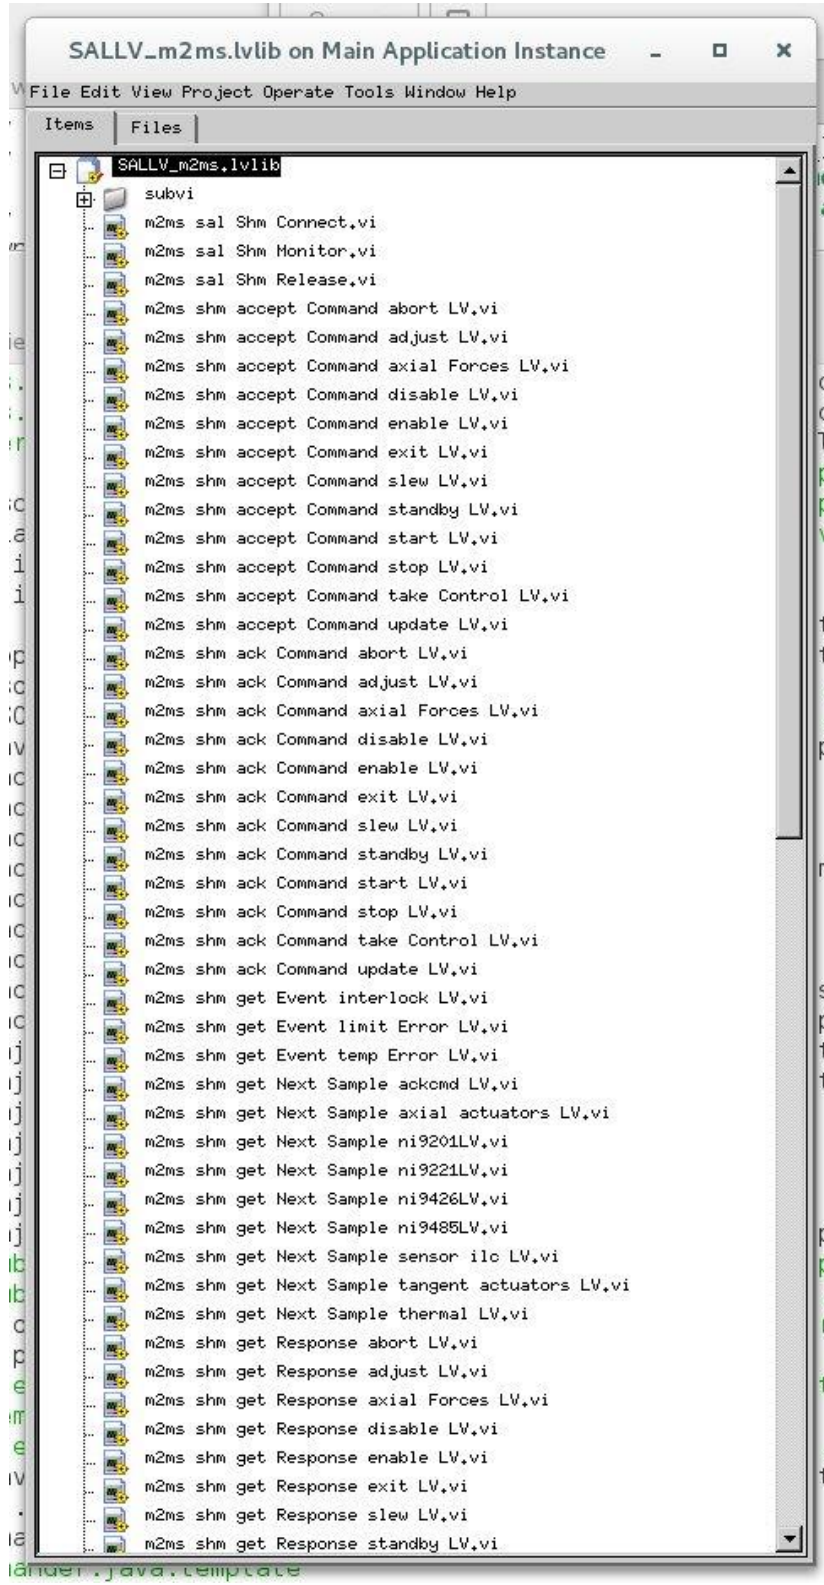 SALLV_m2ms.lvlib on Main Application Instance
File Edit View Project Operate Tools Window Help
Items Files
SALLV_m2ms.lvlib
subvi
m2ms sal Shm Connect.vi
m2ms sal Shm Monitor.vi
m2ms sal Shm Release.vi
m2ms shm accept Command abort LV.vi
m2ms shm accept Command adjust LV.vi
m2ms shm accept Command axial Forces LV.vi
m2ms shm accept Command disable LV.vi
m2ms shm accept Command enable LV.vi
m2ms shm accept Command exit LV.vi
m2ms shm accept Command slew LV.vi
m2ms shm accept Command standby LV.vi
m2ms shm accept Command start LV.vi
m2ms shm accept Command stop LV.vi
m2ms shm accept Command take Control LV.vi
m2ms shm accept Command update LV.vi
m2ms shm ack Command abort LV.vi
m2ms shm ack Command adjust LV.vi
m2ms shm ack Command axial Forces LV.vi
m2ms shm ack Command disable LV.vi
m2ms shm ack Command enable LV.vi
m2ms shm ack Command exit LV.vi
m2ms shm ack Command slew LV.vi
m2ms shm ack Command standby LV.vi
m2ms shm ack Command start LV.vi
m2ms shm ack Command stop LV.vi
m2ms shm ack Command take Control LV.vi
m2ms shm ack Command update LV.vi
m2ms shm get Event interlock LV.vi
m2ms shm get Event limit Error LV.vi
m2ms shm get Event temp Error LV.vi
m2ms shm get Next Sample ackcmd LV.vi
m2ms shm get Next Sample axial actuators LV.vi
m2ms shm get Next Sample ni9201LV.vi
m2ms shm get Next Sample ni9221LV.vi
m2ms shm get Next Sample ni9426LV.vi
m2ms shm get Next Sample ni9485LV.vi
m2ms shm get Next Sample sensor ilc LV.vi
m2ms shm get Next Sample tangent actuators LV.vi
m2ms shm get Next Sample thermal LV.vi
m2ms shm get Response abort LV.vi
m2ms shm get Response adjust LV.vi
m2ms shm get Response axial Forces LV.vi
m2ms shm get Response disable LV.vi
m2ms shm get Response enable LV.vi
m2ms shm get Response exit LV.vi
m2ms shm get Response slew LV.vi
m2ms shm get Response standby LV.vi
mander.java.template